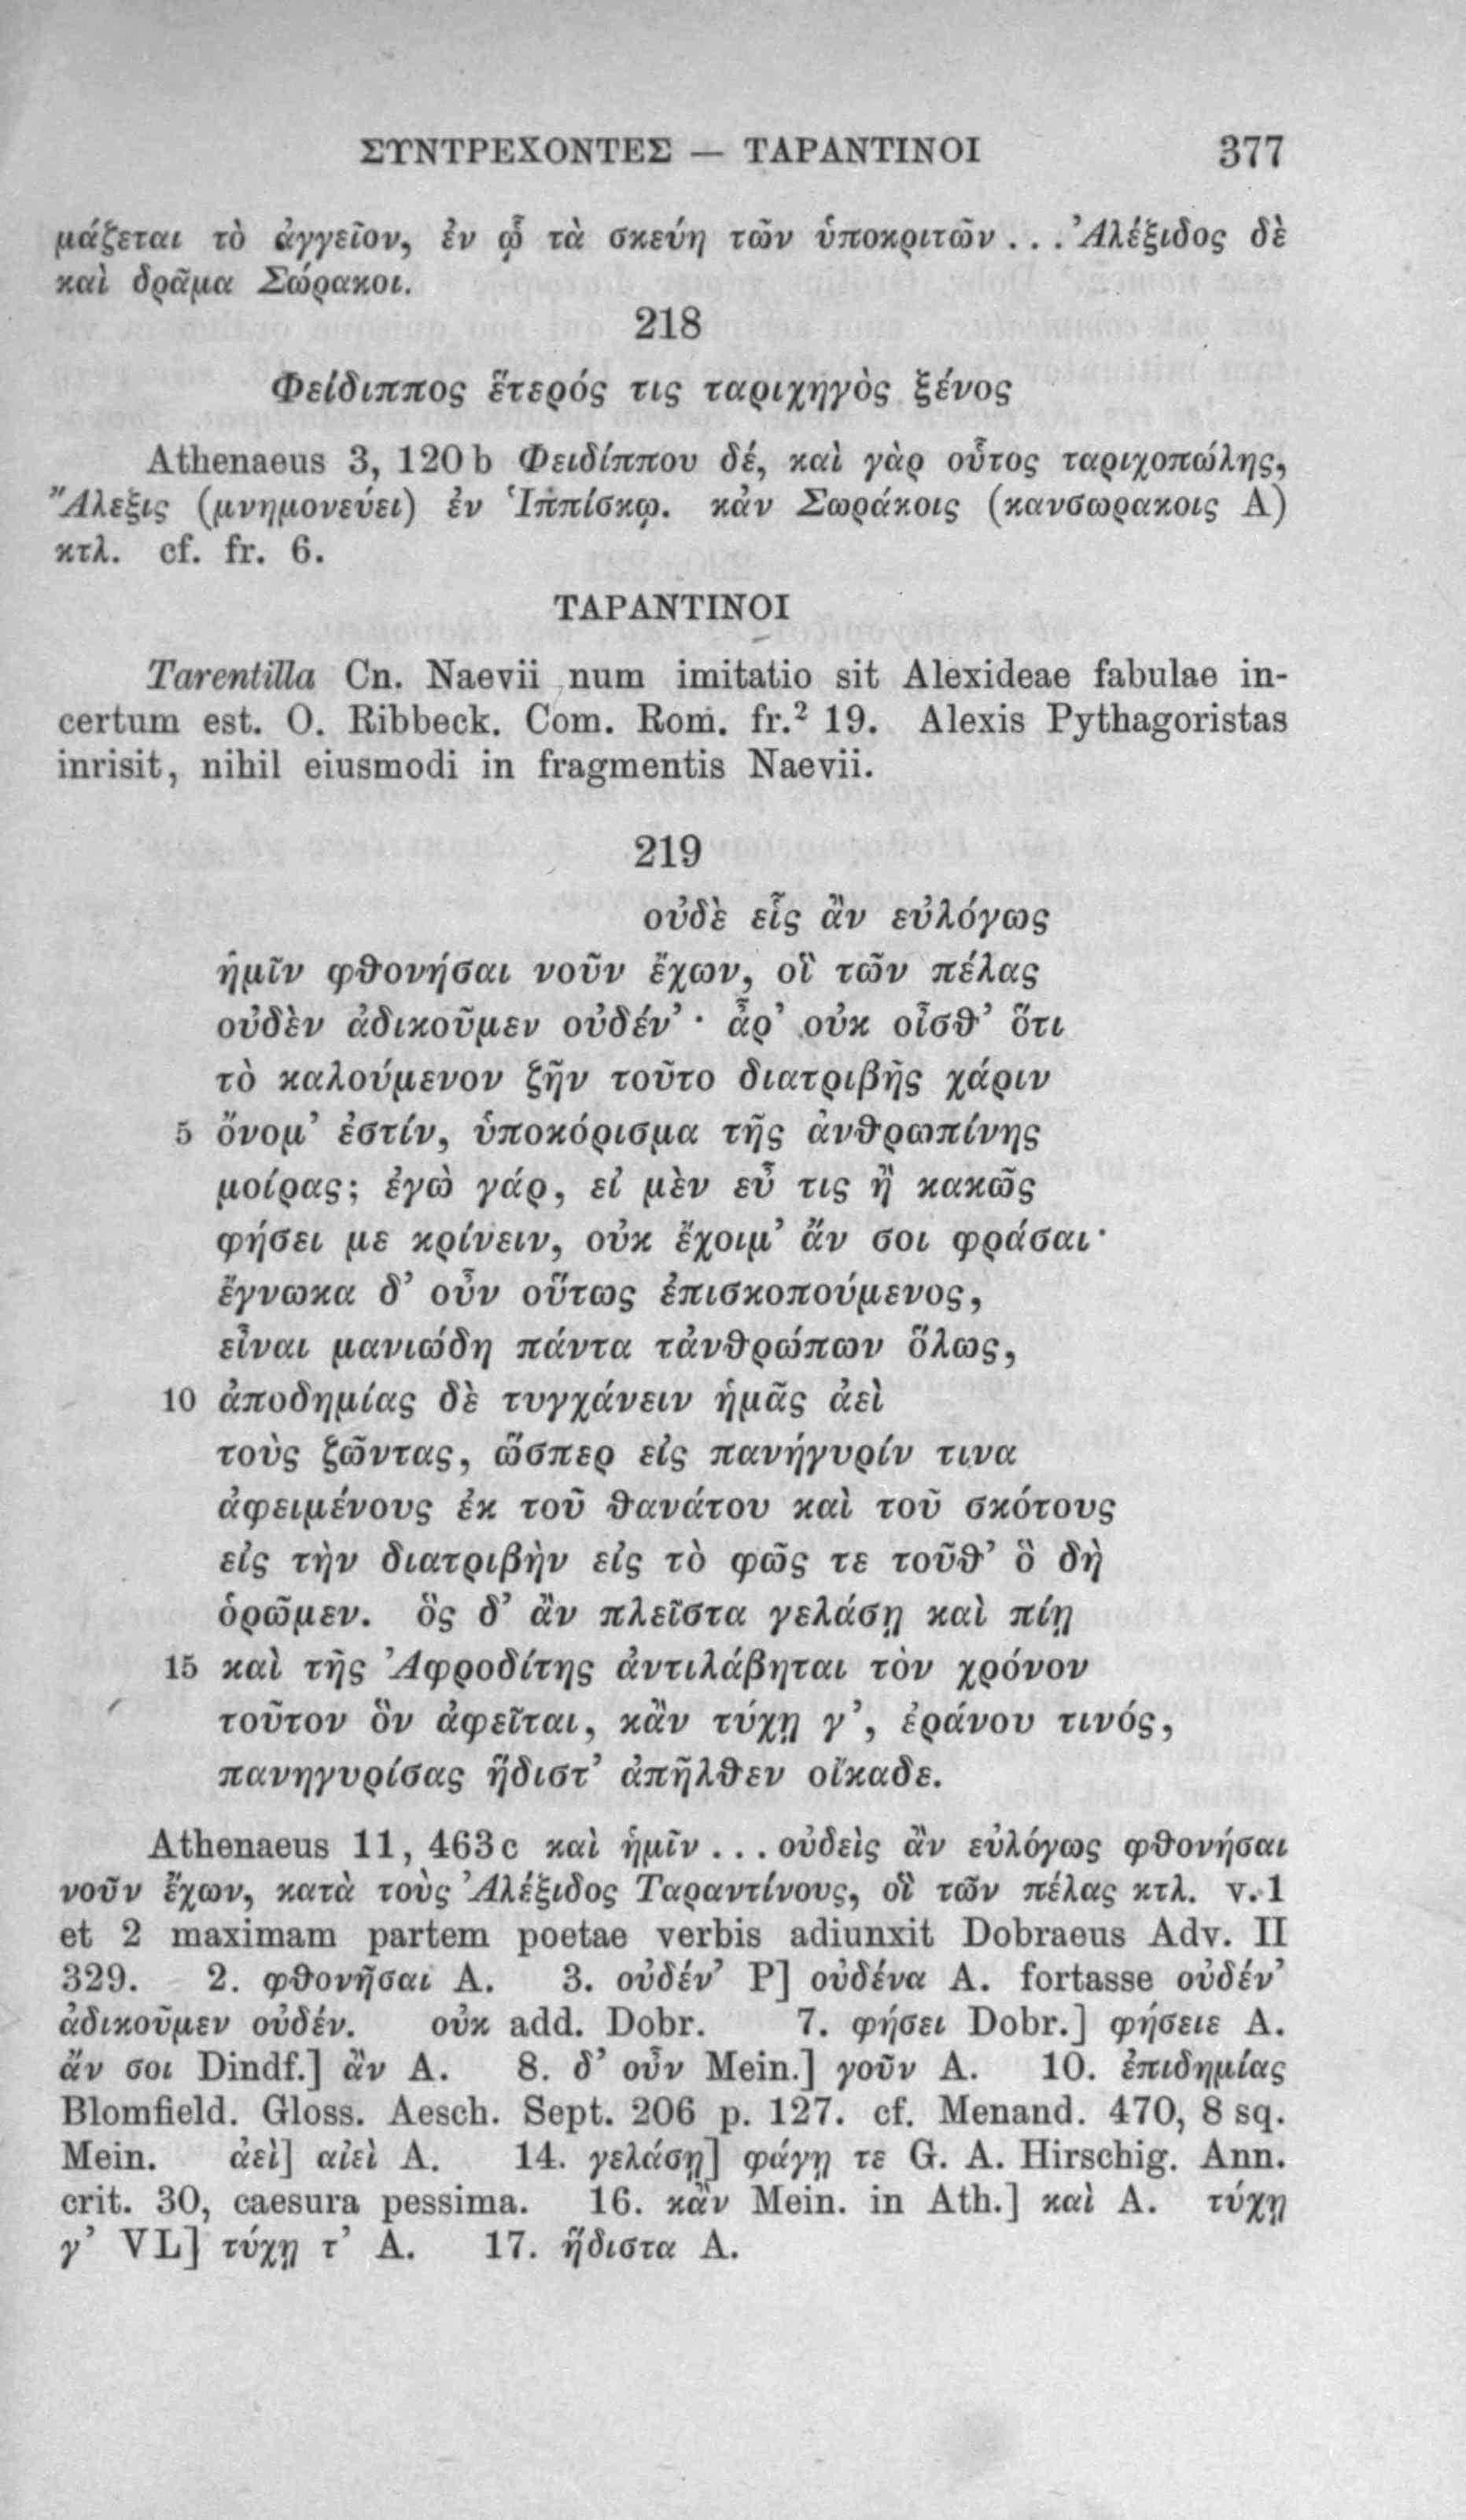 ΣΥΝΤΡΕΧΟΝΤΕΣ — ΤΑΡΑΝΤΙΝΟΙ 377
μάζεται τὸ ἀγγεῖον, ἐν ᾧ τὰ σκεύη τῶν ὑποκριτῶν . . . Ἀλέξιδος δὲ
καὶ δρᾶμα Σώρακοι.
218
Φείδιππος ἕτερός τις ταριχηγὸς ξένος
Athenaeus 3, 120 b Φειδίππου δέ, καὶ γὰρ οὗτος ταριχοπώλης,
Ἄλεξις (μνημονεύει) ἐν Ἱππίσκῳ. κἀν Σωράκοις (κανσωρακοις A)
κτλ. cf. fr. 6.
ΤΑΡΑΝΤΙΝΟΙ
Tarentilla Cn. Naevii num imitatio sit Alexideae fabulae in-
certum est. O. Ribbeck. Com. Rom. fr.² 19. Alexis Pythagoristas
inrisit, nihil eiusmodi in fragmentis Naevii.
219
οὐδὲ εἷς ἂν εὐλόγως
ἡμῖν φθονήσαι νοῦν ἔχων, οἳ τῶν πέλας
οὐδὲν ἀδικοῦμεν οὐδέν’ · ἆρ’ οὐκ οἶσθ’ ὅτι
τὸ καλούμενον ζῆν τοῦτο διατριβῆς χάριν
5 ὄνομ’ ἐστίν, ὑποκόρισμα τῆς ἀνθρωπίνης
μοίρας; ἐγὼ γάρ, εἰ μὲν εὖ τις ἢ κακῶς
φήσει με κρίνειν, οὐκ ἔχοιμ’ ἄν σοι φράσαι·
ἔγνωκα δ’ οὖν οὕτως ἐπισκοπούμενος,
εἶναι μανιώδη πάντα τἀνθρώπων ὅλως,
10 ἀποδημίας δὲ τυγχάνειν ἡμᾶς ἀεὶ
τοὺς ζῶντας, ὥσπερ εἰς πανήγυρίν τινα
ἀφειμένους ἐκ τοῦ θανάτου καὶ τοῦ σκότους
εἰς τὴν διατριβὴν εἰς τὸ φῶς τε τοῦθ’ ὃ δὴ
ὁρῶμεν. ὃς δ’ ἂν πλεῖστα γελάσῃ καὶ πίῃ
15 καὶ τῆς Ἀφροδίτης ἀντιλάβηται τὸν χρόνον
τοῦτον ὃν ἀφεῖται, κἂν τύχῃ γ’, ἐράνου τινός,
πανηγυρίσας ἥδιστ’ ἀπῆλθεν οἴκαδε.
Athenaeus 11, 463 c καὶ ἡμῖν . . . οὐδεὶς ἂν εὐλόγως φθονήσαι
νοῦν ἔχων, κατὰ τοὺς Ἀλέξιδος Ταραντίνους, οἳ τῶν πέλας κτλ. v. 1
et 2 maximam partem poetae verbis adiunxit Dobraeus Adv. II
329. 2. φθονῆσαι A. 3. οὐδέν’ P] οὐδένα A. fortasse οὐδέν’
ἀδικοῦμεν οὐδέν. οὐκ add. Dobr. 7. φήσει Dobr.] φήσειε A.
ἄν σοι Dindf.] ἂν A. 8. δ’ οὖν Mein.] γοῦν A. 10. ἐπιδημίας
Blomfield. Gloss. Aesch. Sept. 206 p. 127. cf. Menand. 470, 8 sq.
Mein. ἀεὶ] αἰεὶ A. 14. γελάσῃ] φάγῃ τε G. A. Hirschig. Ann.
crit. 30, caesura pessima. 16. κἂν Mein. in Ath.] καὶ A. τύχῃ
γ’ VL] τύχῃ τ’ A. 17. ἥδιστα A.